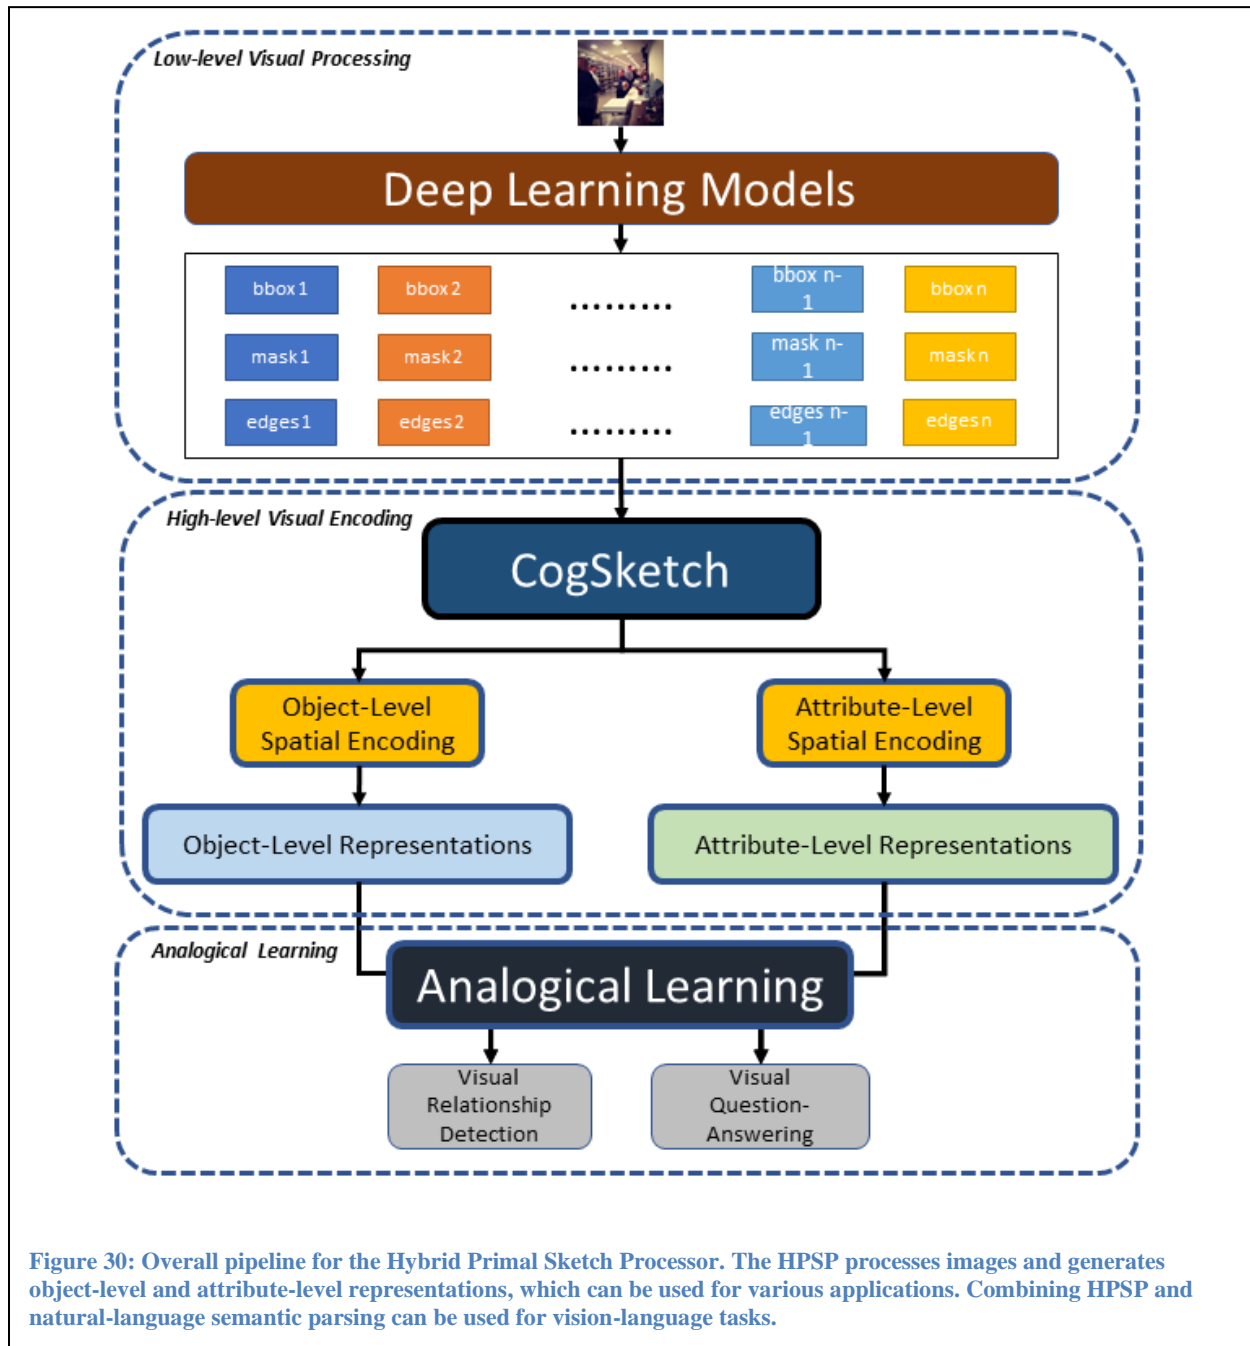 Low-level Visual Processing
Deep Learning Models
bbox 1
bbox 2
.........
bbox n-
1
bbox n
mask 1
mask 2
.........
mask n-
1
mask n
edges 1
edges 2
.........
edges n-
1
edges n
High-level Visual Encoding
CogSketch
Object-Level
Spatial Encoding
Attribute-Level
Spatial Encoding
Object-Level Representations
Attribute-Level Representations
Analogical Learning
Analogical Learning
Visual
Relationship
Detection
Visual
Question-
Answering
Figure 30: Overall pipeline for the Hybrid Primal Sketch Processor. The HPSP processes images and generates
object-level and attribute-level representations, which can be used for various applications. Combining HPSP and
natural-language semantic parsing can be used for vision-language tasks.